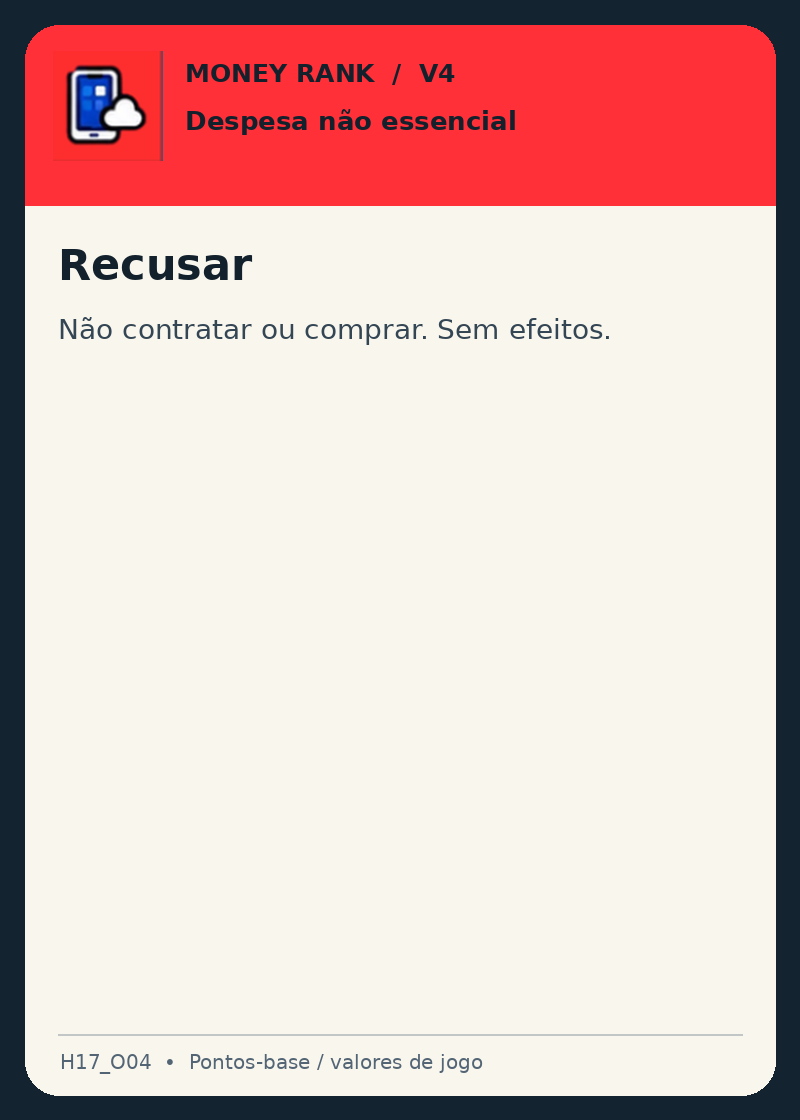 MONEY RANK / V4
Despesa não essencial
Recusar
Não contratar ou comprar. Sem efeitos.
H17_O04 • Pontos-base / valores de jogo